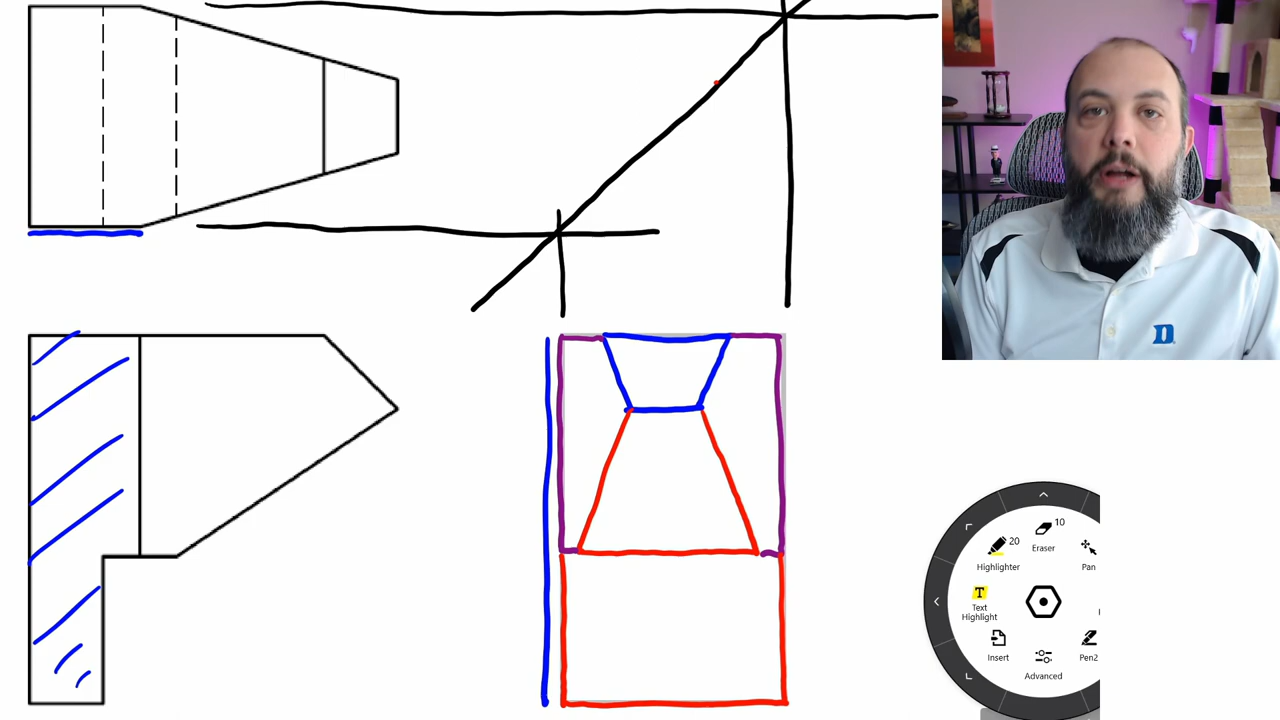 D
10
Eraser
20
Highlighter
Pan
T
Text
Highlight
Insert
Pen2
Advanced